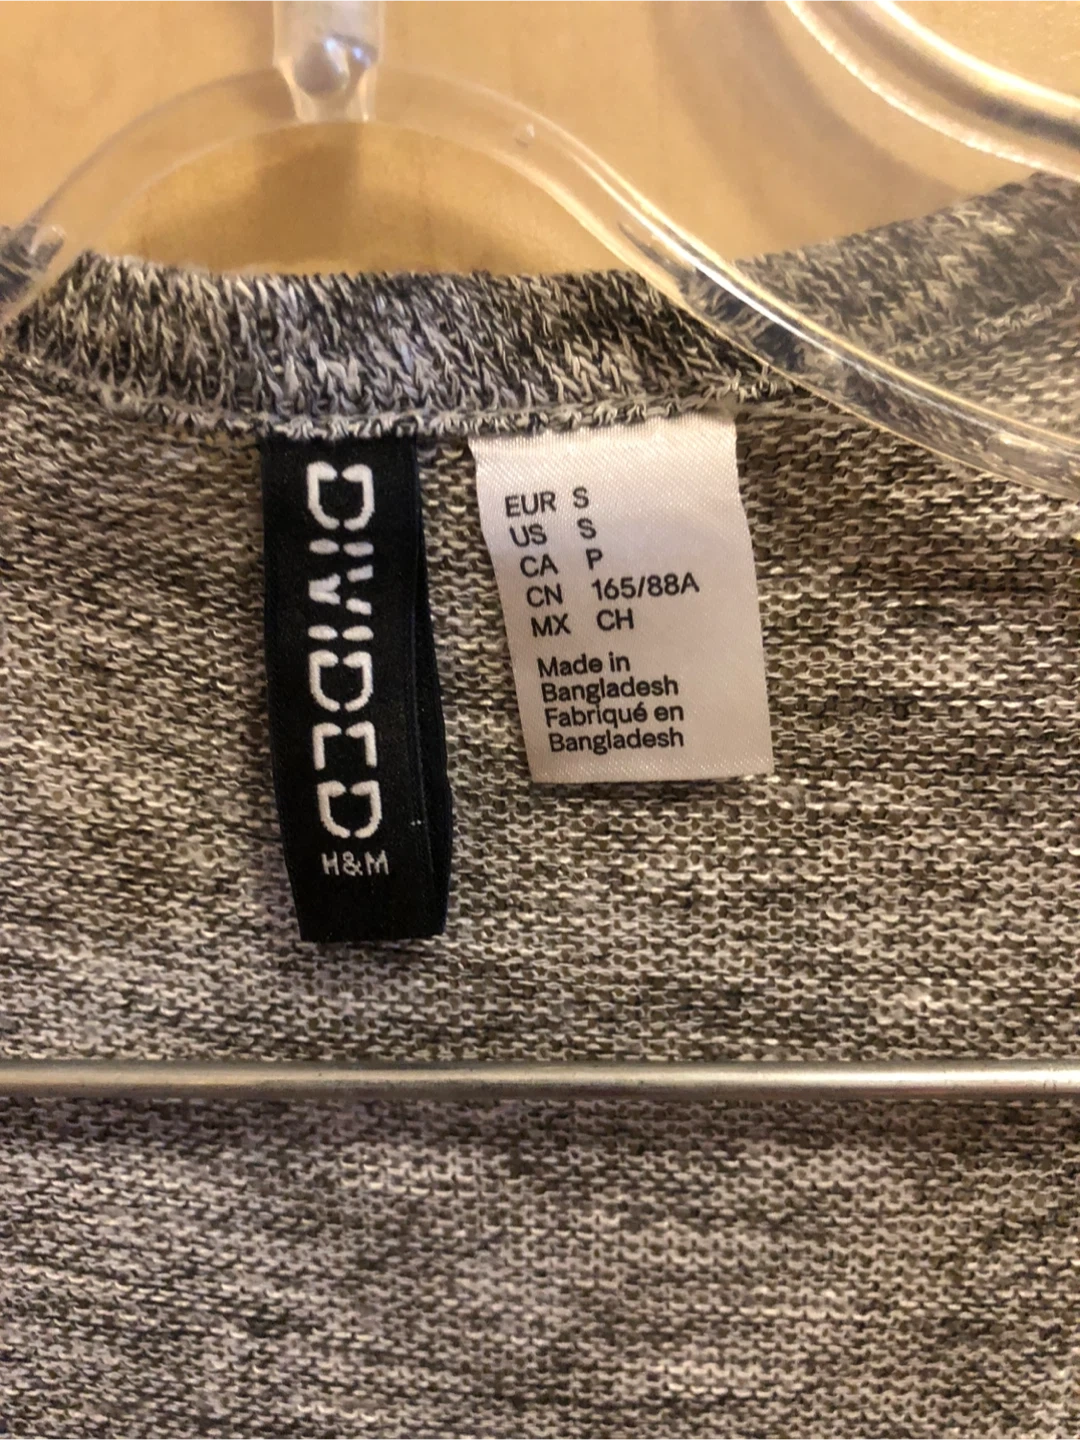 DIVIDED
H&M
EUR S
US S
CA P
CN 165/88A
MX CH
Made in
Bangladesh
Fabriqué en
Bangladesh